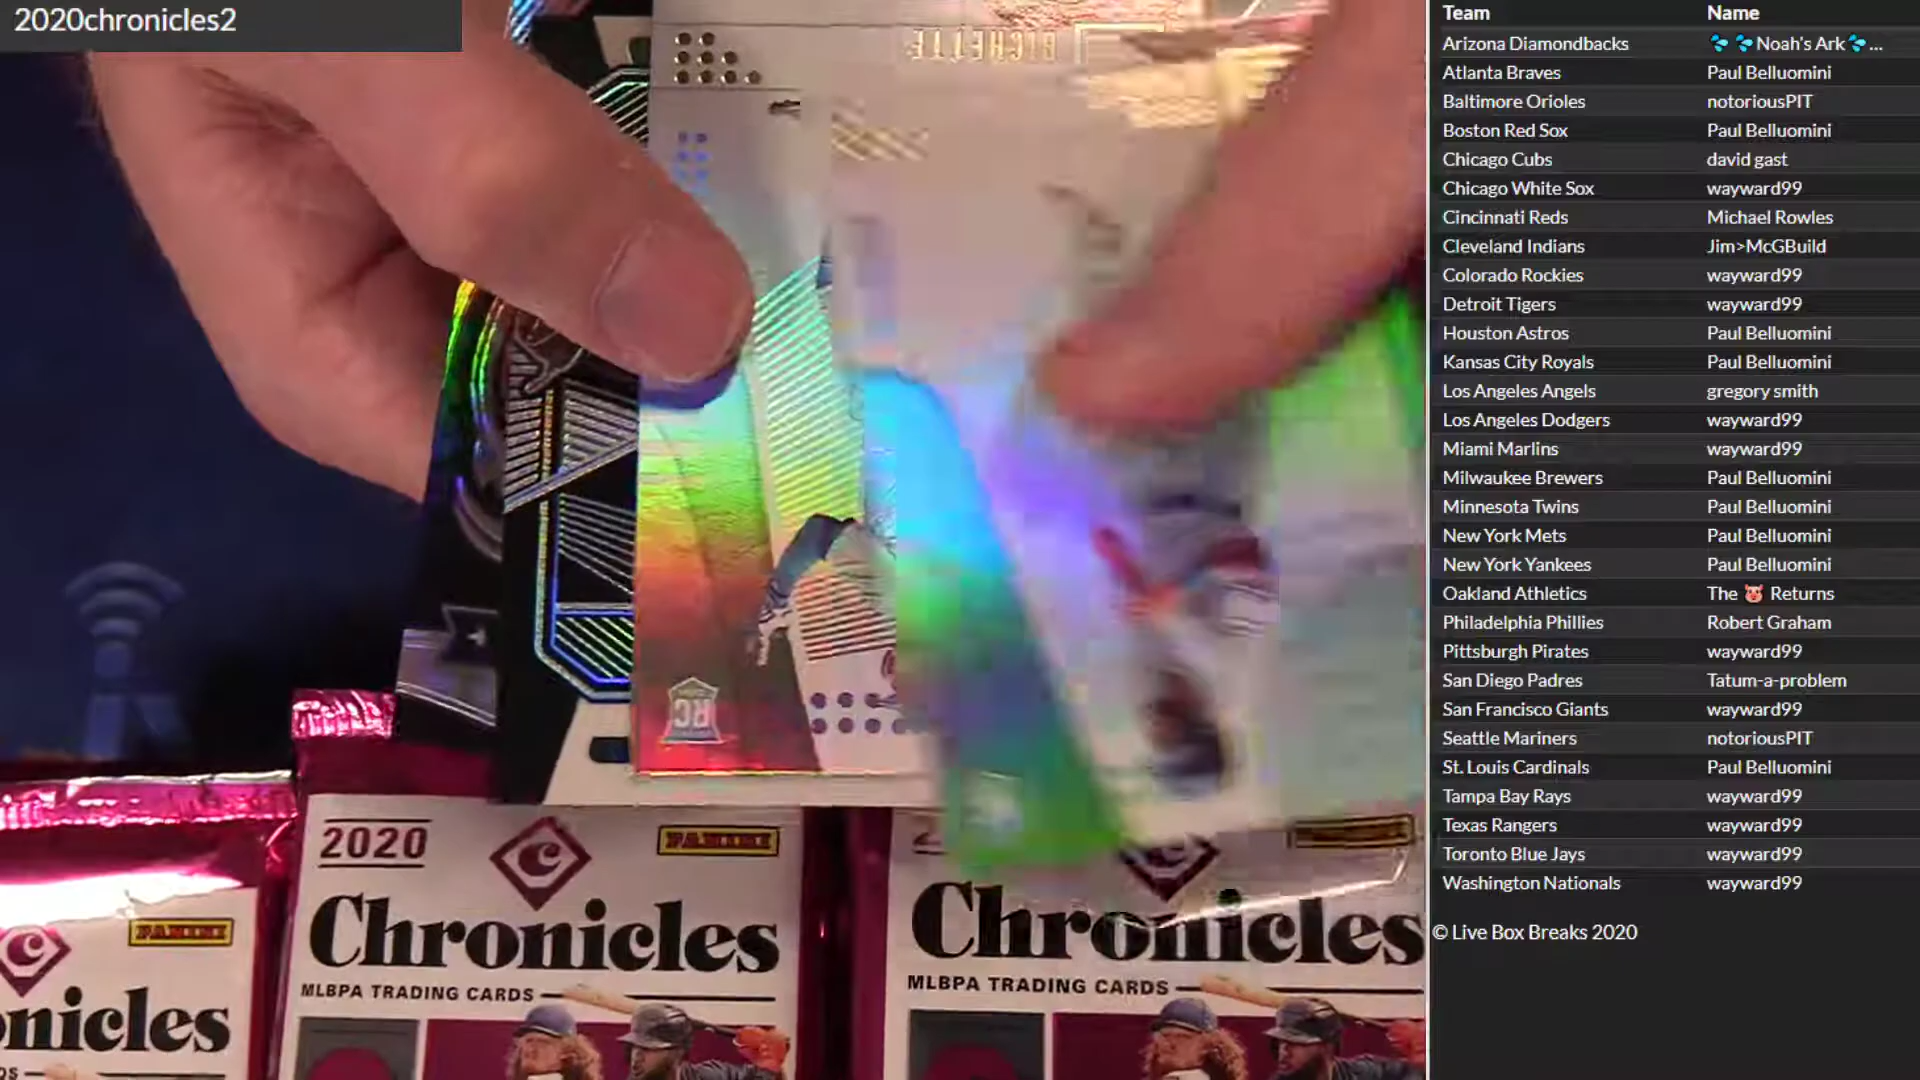 2020chronicles2
BICHETTE
RC
2020
PANINI
Chronicles
MLBPA TRADING CARDS
PANINI
Chronicles
MLBPA TRADING CARDS
PANINI
nicles
Team Name
Arizona Diamondbacks 💦 💦 Noah's Ark 💦 ...
Atlanta Braves Paul Belluomini
Baltimore Orioles notoriousPIT
Boston Red Sox Paul Belluomini
Chicago Cubs david gast
Chicago White Sox wayward99
Cincinnati Reds Michael Rowles
Cleveland Indians Jim>McGBuild
Colorado Rockies wayward99
Detroit Tigers wayward99
Houston Astros Paul Belluomini
Kansas City Royals Paul Belluomini
Los Angeles Angels gregory smith
Los Angeles Dodgers wayward99
Miami Marlins wayward99
Milwaukee Brewers Paul Belluomini
Minnesota Twins Paul Belluomini
New York Mets Paul Belluomini
New York Yankees Paul Belluomini
Oakland Athletics The 🐷 Returns
Philadelphia Phillies Robert Graham
Pittsburgh Pirates wayward99
San Diego Padres Tatum-a-problem
San Francisco Giants wayward99
Seattle Mariners notoriousPIT
St. Louis Cardinals Paul Belluomini
Tampa Bay Rays wayward99
Texas Rangers wayward99
Toronto Blue Jays wayward99
Washington Nationals wayward99
© Live Box Breaks 2020